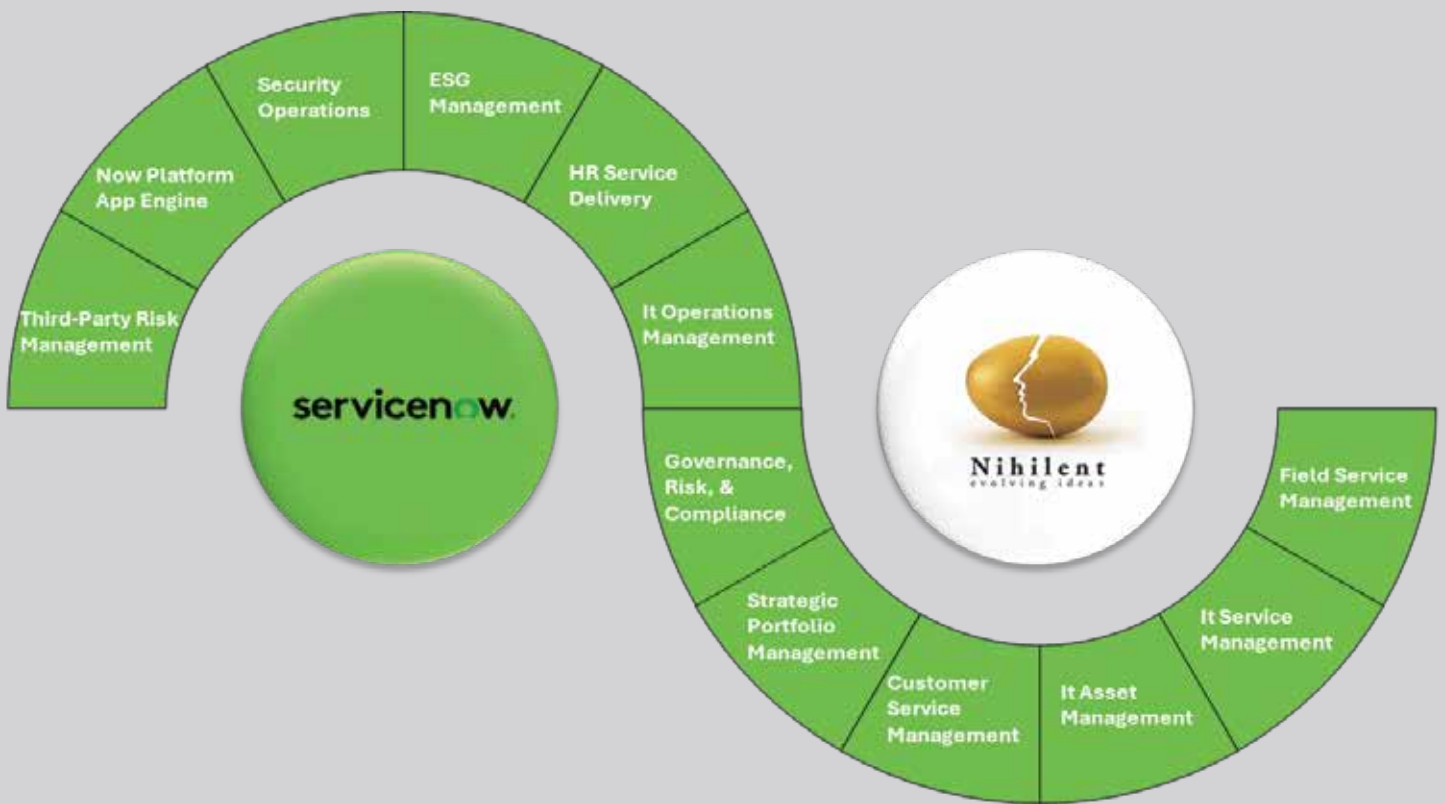 Third-Party Risk
Management
Now Platform
App Engine
Security
Operations
ESG
Management
HR Service
Delivery
It Operations
Management
servicenow.
Governance,
Risk, &
Compliance
Strategic
Portfolio
Management
Customer
Service
Management
It Asset
Management
It Service
Management
Field Service
Management
Nihilent
evolving ideas